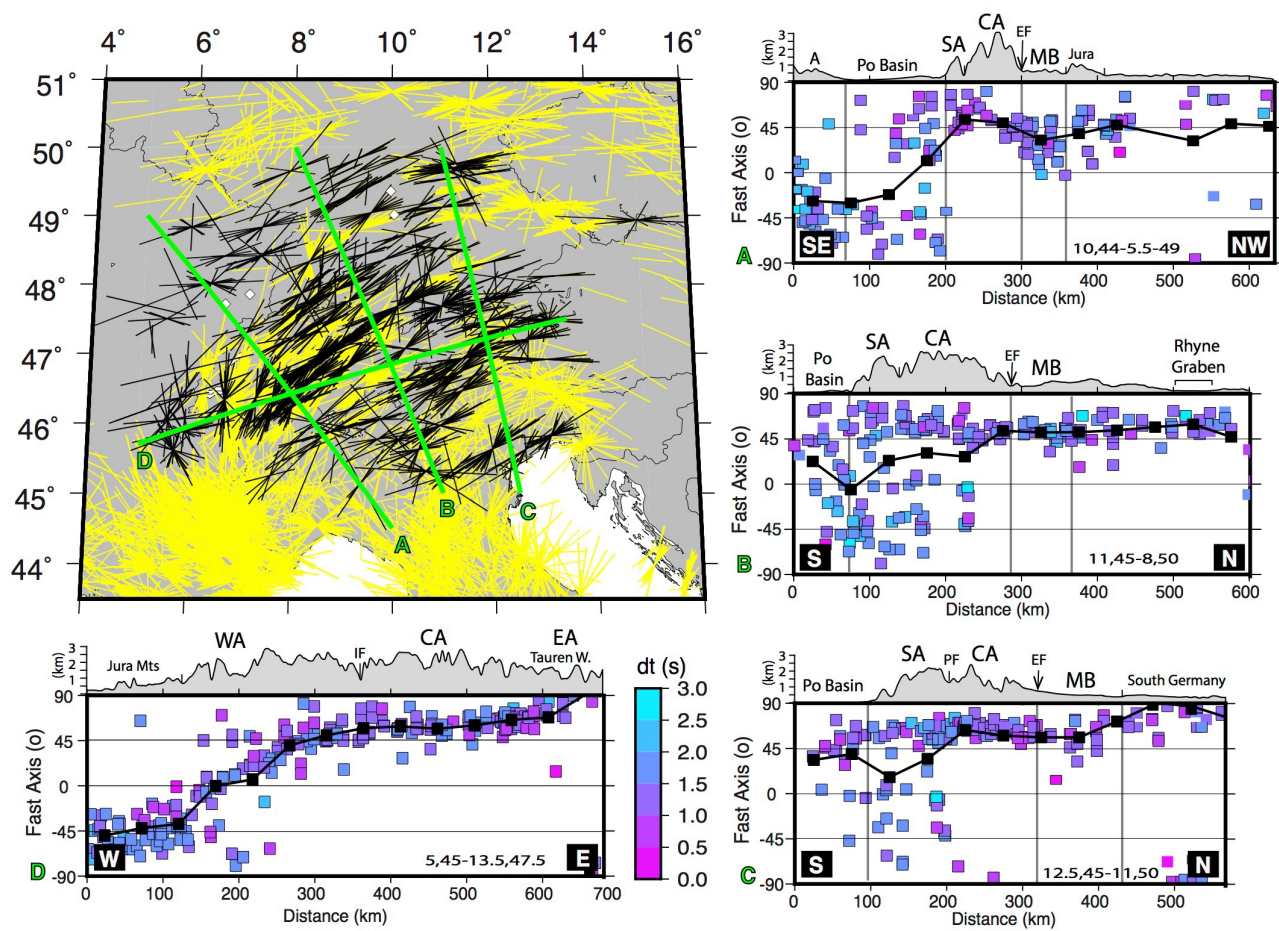 4° 6° 8° 10° 12° 14° 16°
51°
50°
49°
48°
47°
46°
45°
44°
D
B
C
A
3
2
1
(km)
A
Po Basin
SA
CA
EF
MB
Jura
90
45
0
-45
-90
Fast Axis (o)
SE
10,44-5.5-49
NW
A
0 100 200 300 400 500 600
Distance (km)
3
2
1
(km)
Po
Basin
SA
CA
EF
MB
Rhyne
Graben
90
45
0
-45
-90
Fast Axis (o)
S
11,45-8,50
N
B
0 100 200 300 400 500 600
Distance (km)
3
2
1
(km)
Jura Mts
WA
IF
CA
EA
Tauren W.
90
45
0
-45
-90
Fast Axis (o)
W
5,45-13.5,47.5
E
D
0 100 200 300 400 500 600 700
Distance (km)
dt (s)
3.0
2.5
2.0
1.5
1.0
0.5
0.0
3
2
1
(km)
Po Basin
SA
PF
CA
EF
MB
South Germany
90
45
0
-45
-90
Fast Axis (o)
S
12.5,45-11,50
N
C
0 100 200 300 400 500
Distance (km)